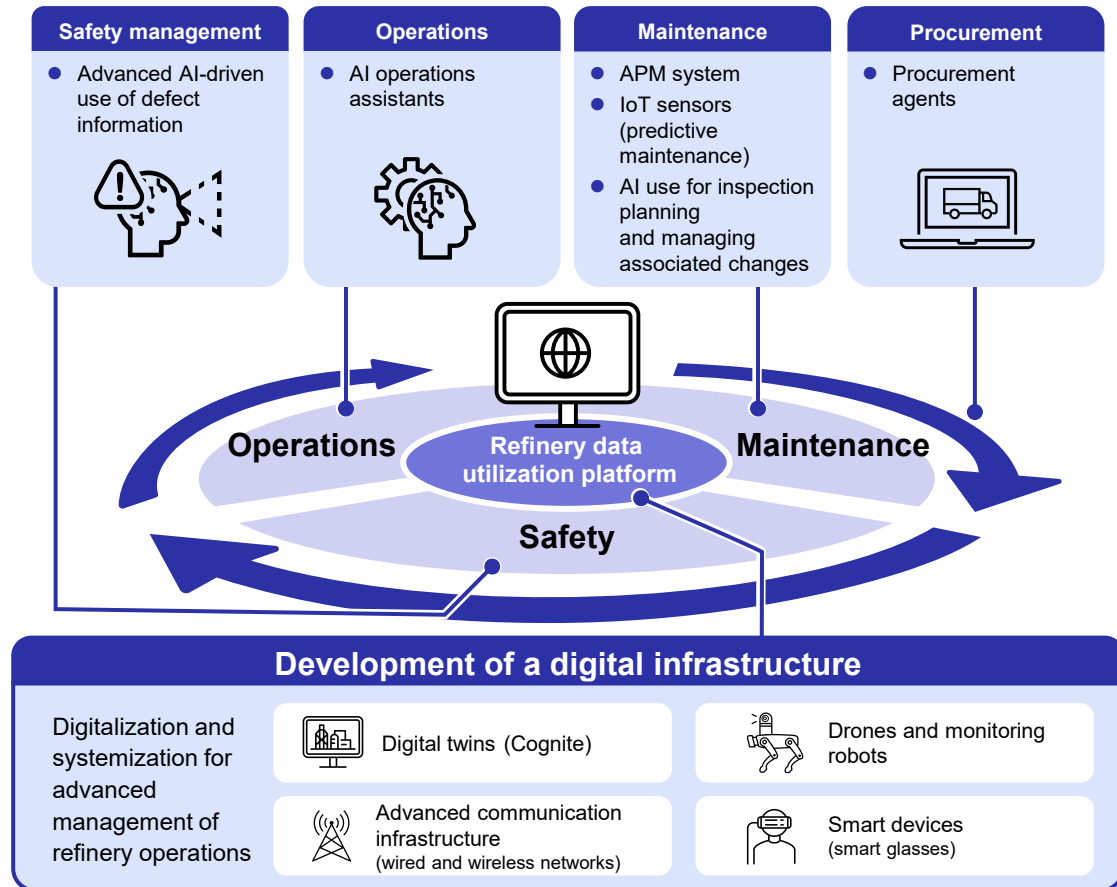 Safety management
Advanced AI-driven
use of defect
information
Operations
AI operations
assistants
Maintenance
APM system
IoT sensors
(predictive
maintenance)
AI use for inspection
planning
and managing
associated changes
Procurement
Procurement
agents
Operations
Refinery data
utilization platform
Maintenance
Safety
Development of a digital infrastructure
Digitalization and
systemization for
advanced
management of
refinery operations
Digital twins (Cognite)
Drones and monitoring
robots
Advanced communication
infrastructure
(wired and wireless networks)
Smart devices
(smart glasses)